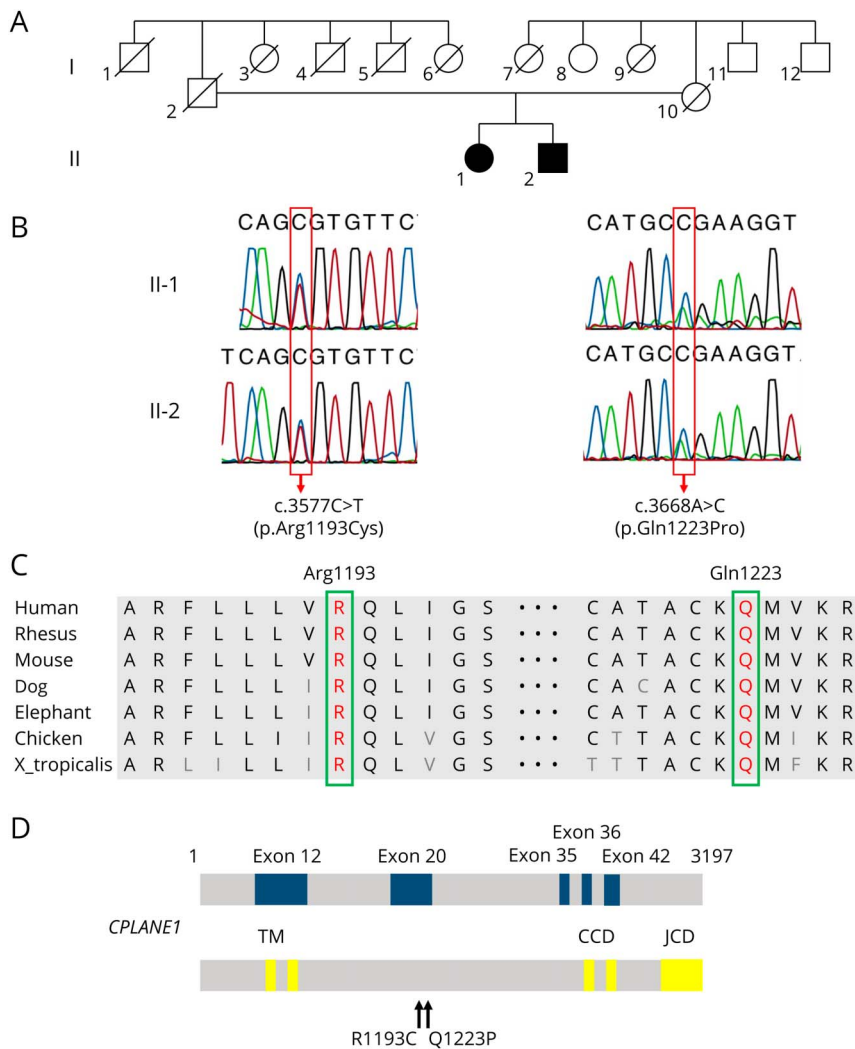 A
I
1
2
3
4
5
6
7
8
9
10
11
12
II
1
2
B
CAGCGTGTTC
CATGCCGAAGGT
II-1
TCAGCGTGTTC
CATGCCGAAGGT
II-2
c.3577C>T
(p.Arg1193Cys)
c.3668A>C
(p.Gln1223Pro)
C
Arg1193
Gln1223
Human A R F L L L V R Q L I G S ••• C A T A C K Q M V K R
Rhesus A R F L L L V R Q L I G S ••• C A T A C K Q M V K R
Mouse A R F L L L V R Q L I G S ••• C A T A C K Q M V K R
Dog A R F L L L I R Q L I G S ••• C A C A C K Q M V K R
Elephant A R F L L L I R Q L I G S ••• C A T A C K Q M V K R
Chicken A R F L L I I R Q L V G S ••• C T T A C K Q M I K R
X_tropicalis A R L I L L I R Q L V G S ••• T T T A C K Q M F K R
D
Exon 36
1 Exon 12 Exon 20 Exon 35 Exon 42 3197
CPLANE1
TM CCD JCD
R1193C Q1223P